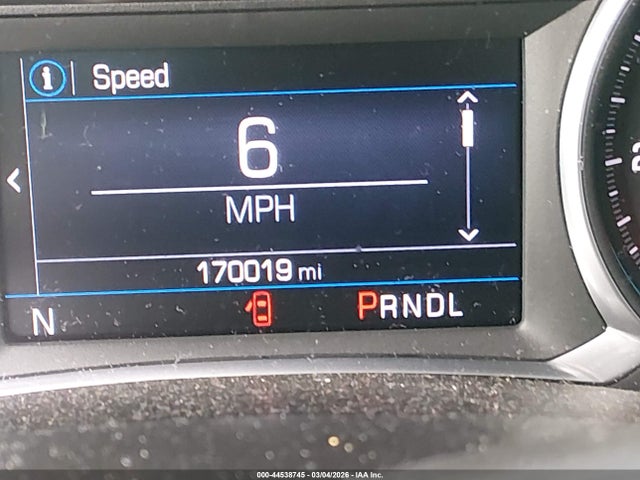 i Speed
6
MPH
170019 mi
N PRNDL
000-44538745 - 03/04/2026 - IAA Inc.